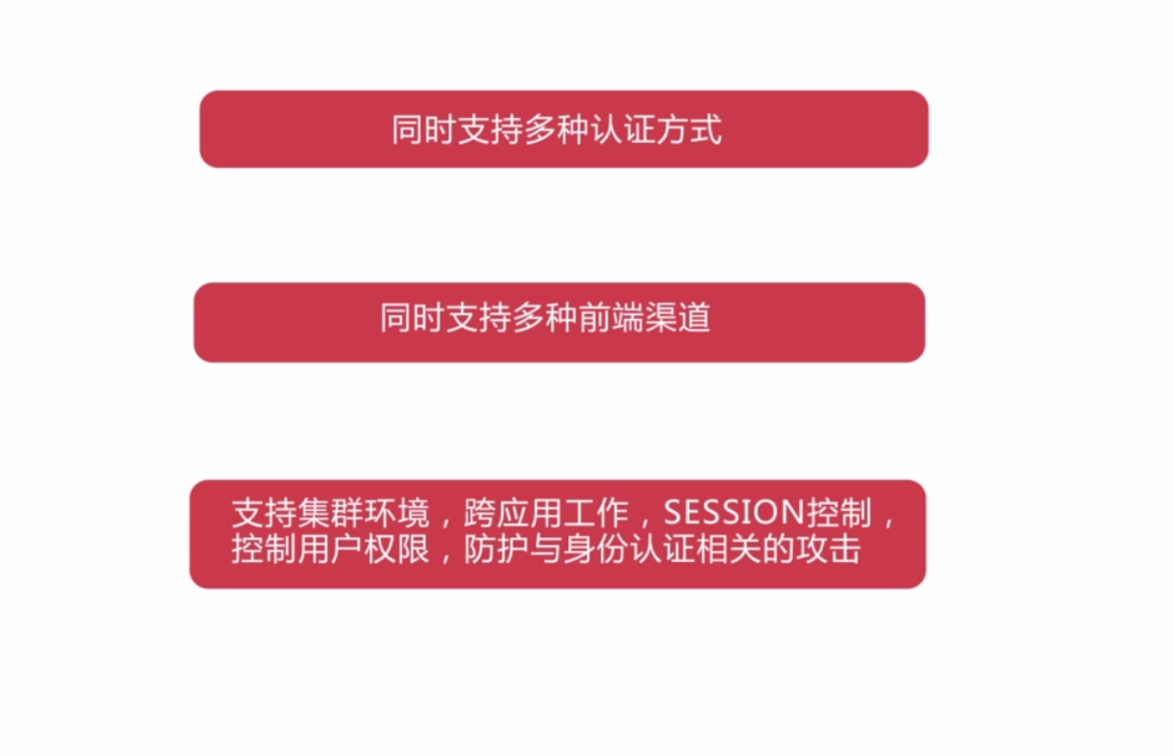 同时支持多种认证方式
同时支持多种前端渠道
支持集群环境，跨应用工作，SESSION控制，
控制用户权限，防护与身份认证相关的攻击